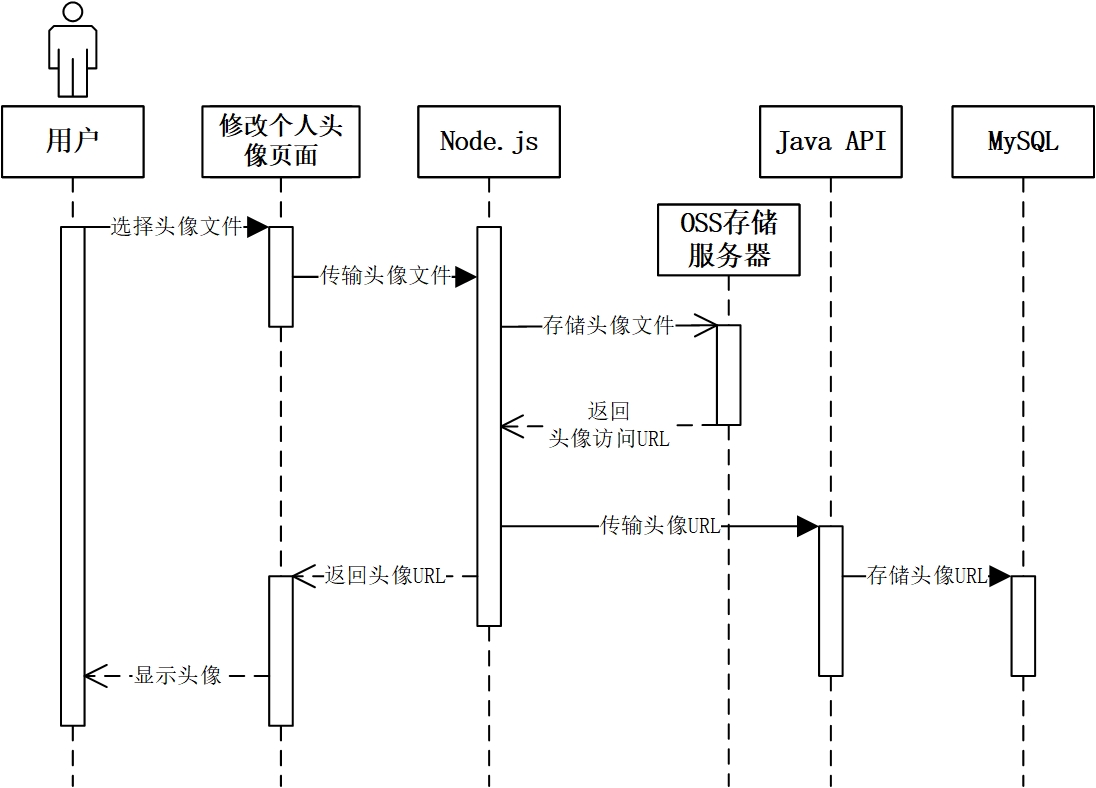 用户
修改个人头
像页面
Node.js
Java API
MySQL
OSS存储
服务器
选择头像文件
传输头像文件
存储头像文件
返回
头像访问URL
传输头像URL
返回头像URL
存储头像URL
显示头像